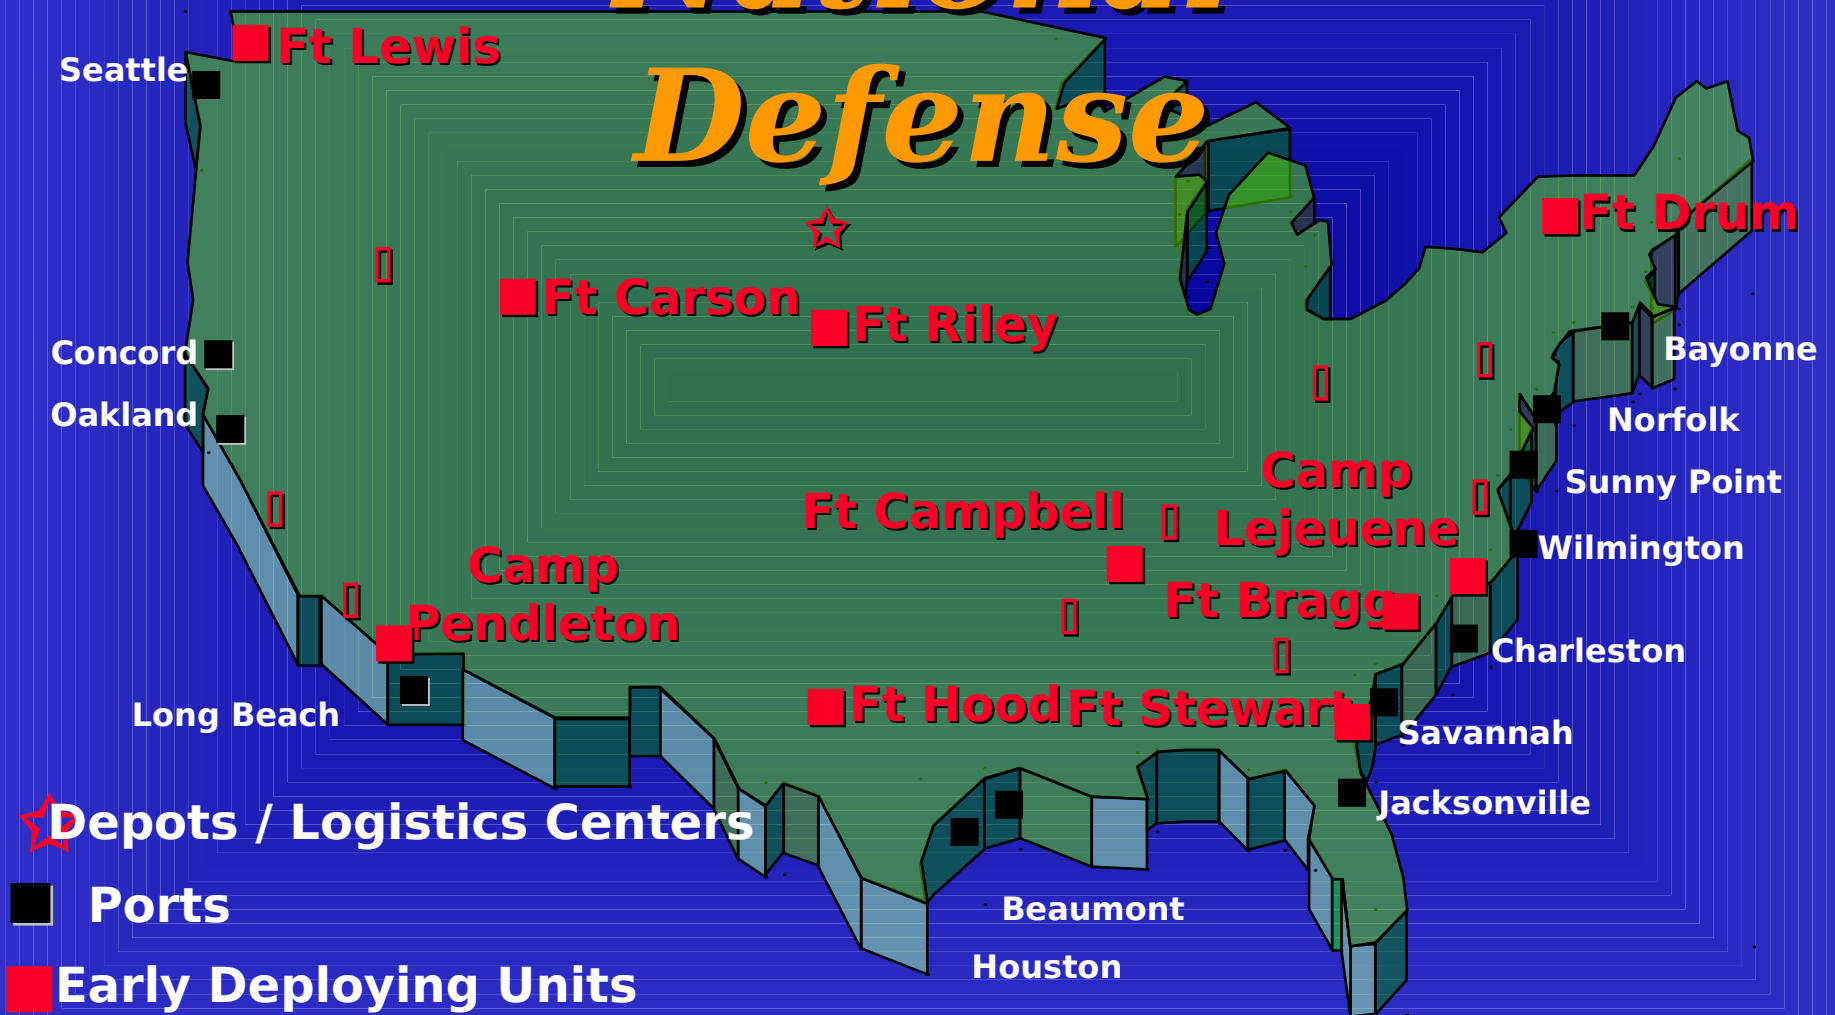 National
Defense
Ft Lewis
Seattle
Ft Drum
Ft Carson
Ft Riley
Concord
Bayonne
Oakland
Norfolk
Camp
Lejeuene
Sunny Point
Ft Campbell
Wilmington
Camp
Pendleton
Ft Bragg
Charleston
Long Beach
Ft Hood
Ft Stewart
Savannah
Jacksonville
Depots / Logistics Centers
Ports
Beaumont
Houston
Early Deploying Units